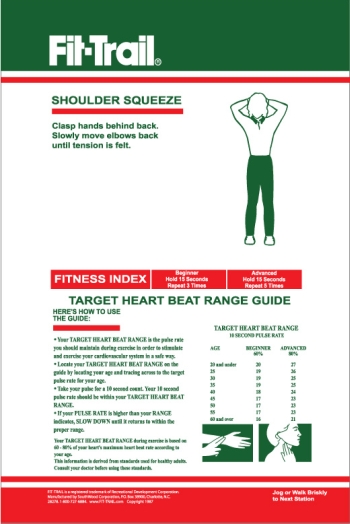 Fit-Trail®
SHOULDER SQUEEZE
Clasp hands behind back.
Slowly move elbows back
until tension is felt.
FITNESS INDEX
Beginner
Hold 15 Seconds
Repeat 3 Times
Advanced
Hold 15 Seconds
Repeat 5 Times
TARGET HEART BEAT RANGE GUIDE
HERE'S HOW TO USE
THE GUIDE:
• Your TARGET HEART BEAT RANGE is the pulse rate
you should maintain during exercise in order to stimulate
and exercise your cardiovascular system in a safe way.
• Locate your TARGET HEART BEAT RANGE on the
guide by locating your age and tracing across to the target
pulse rate for your age.
• Take your pulse for a 10 second count. Your 10 second
pulse rate should be within your TARGET HEART BEAT
RANGE.
• If your PULSE RATE is higher than your RANGE
indicates, SLOW DOWN until it returns to within the
proper range.
Your TARGET HEART BEAT RANGE during exercise is based on
60 - 80% of your heart's maximum heart beat rate according to
your age.
This information is derived from standards used for healthy adults.
Consult your doctor before using these standards.
TARGET HEART BEAT RANGE
10 SECOND PULSE RATE
AGE BEGINNER ADVANCED
60% 80%
20 and under 20 27
25 19 26
30 19 25
35 19 25
40 18 24
45 17 23
50 17 23
55 17 23
60 and over 16 21
FIT-TRAIL is a registered trademark of Recreational Development Corporation
Manufactured by SouthWood Corporation, P.O. Box Charlotte, N.C.
www.FIT-TRAIL.com Copyright
Jog or Walk Briskly
to Next Station